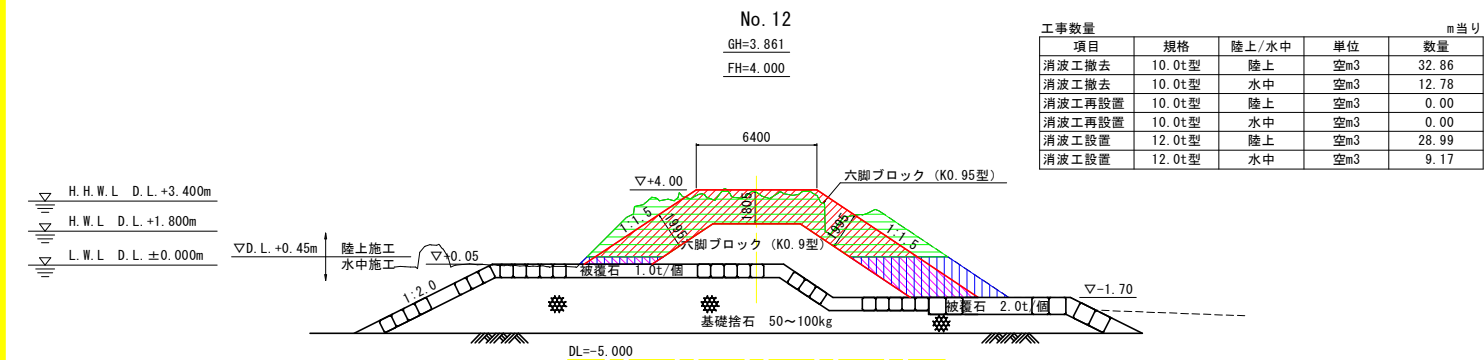 No. 12
GH=3.861
FH=4.000
工事数量 m当り
項目 規格 陸上/水中 単位 数量
消波工撤去 10.0t型 陸上 空m3 32.86
消波工撤去 10.0t型 水中 空m3 12.78
消波工再設置 10.0t型 陸上 空m3 0.00
消波工再設置 10.0t型 水中 空m3 0.00
消波工設置 12.0t型 陸上 空m3 28.99
消波工設置 12.0t型 水中 空m3 9.17
6400
▽+4.00
六脚ブロック (K0.95型)
H.H.W.L D.L.+3.400m
H.W.L D.L.+1.800m
L.W.L D.L.±0.000m
▽D.L.+0.45m
陸上施工
水中施工
▽+0.05
1:1.5
1995
1805
1995
1:1.5
六脚ブロック (K0.9型)
被覆石 1.0t/個
1:2.0
▽-1.70
被覆石 2.0t/個
基礎捨石 50～100kg
DL=-5.000